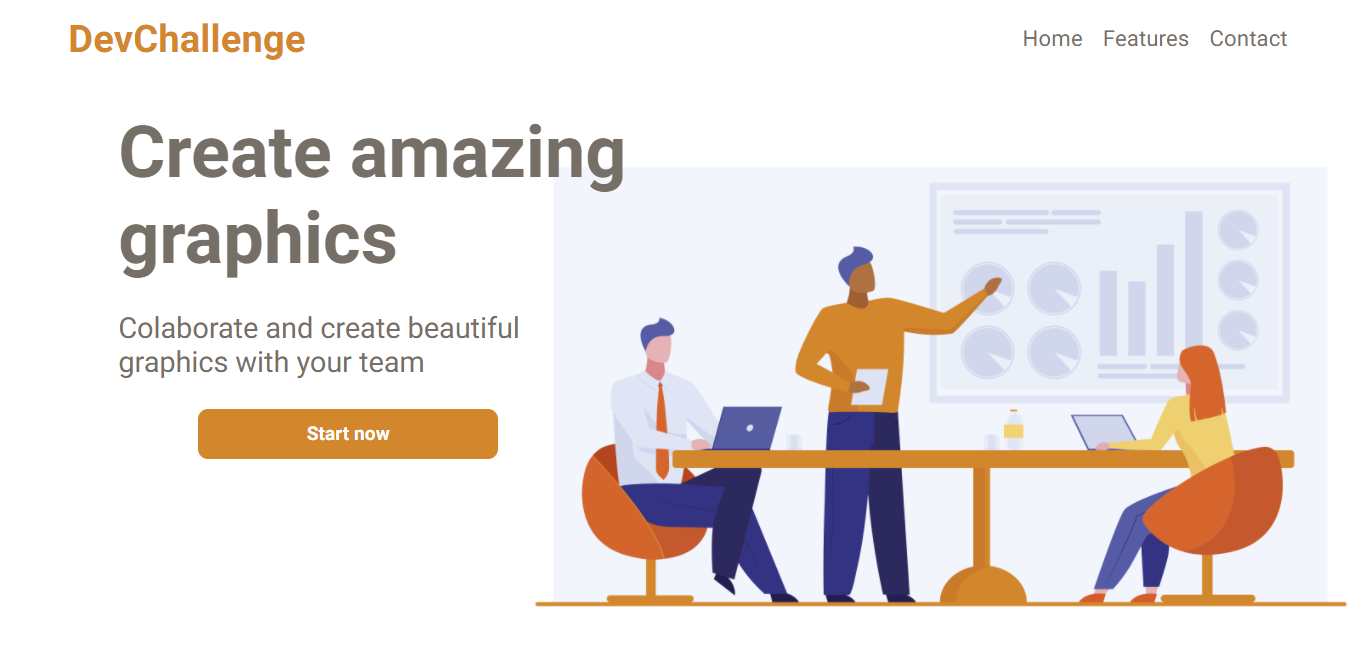 DevChallenge
Home Features Contact
Create amazing
graphics
Colaborate and create beautiful
graphics with your team
Start now